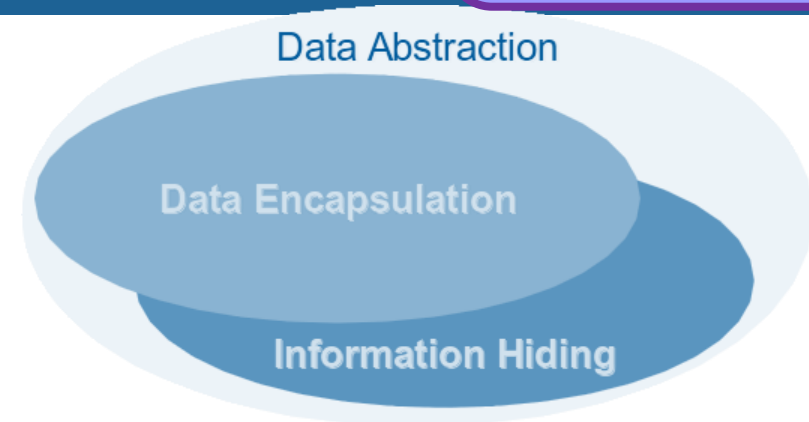 Data Abstraction
Data Encapsulation
Information Hiding